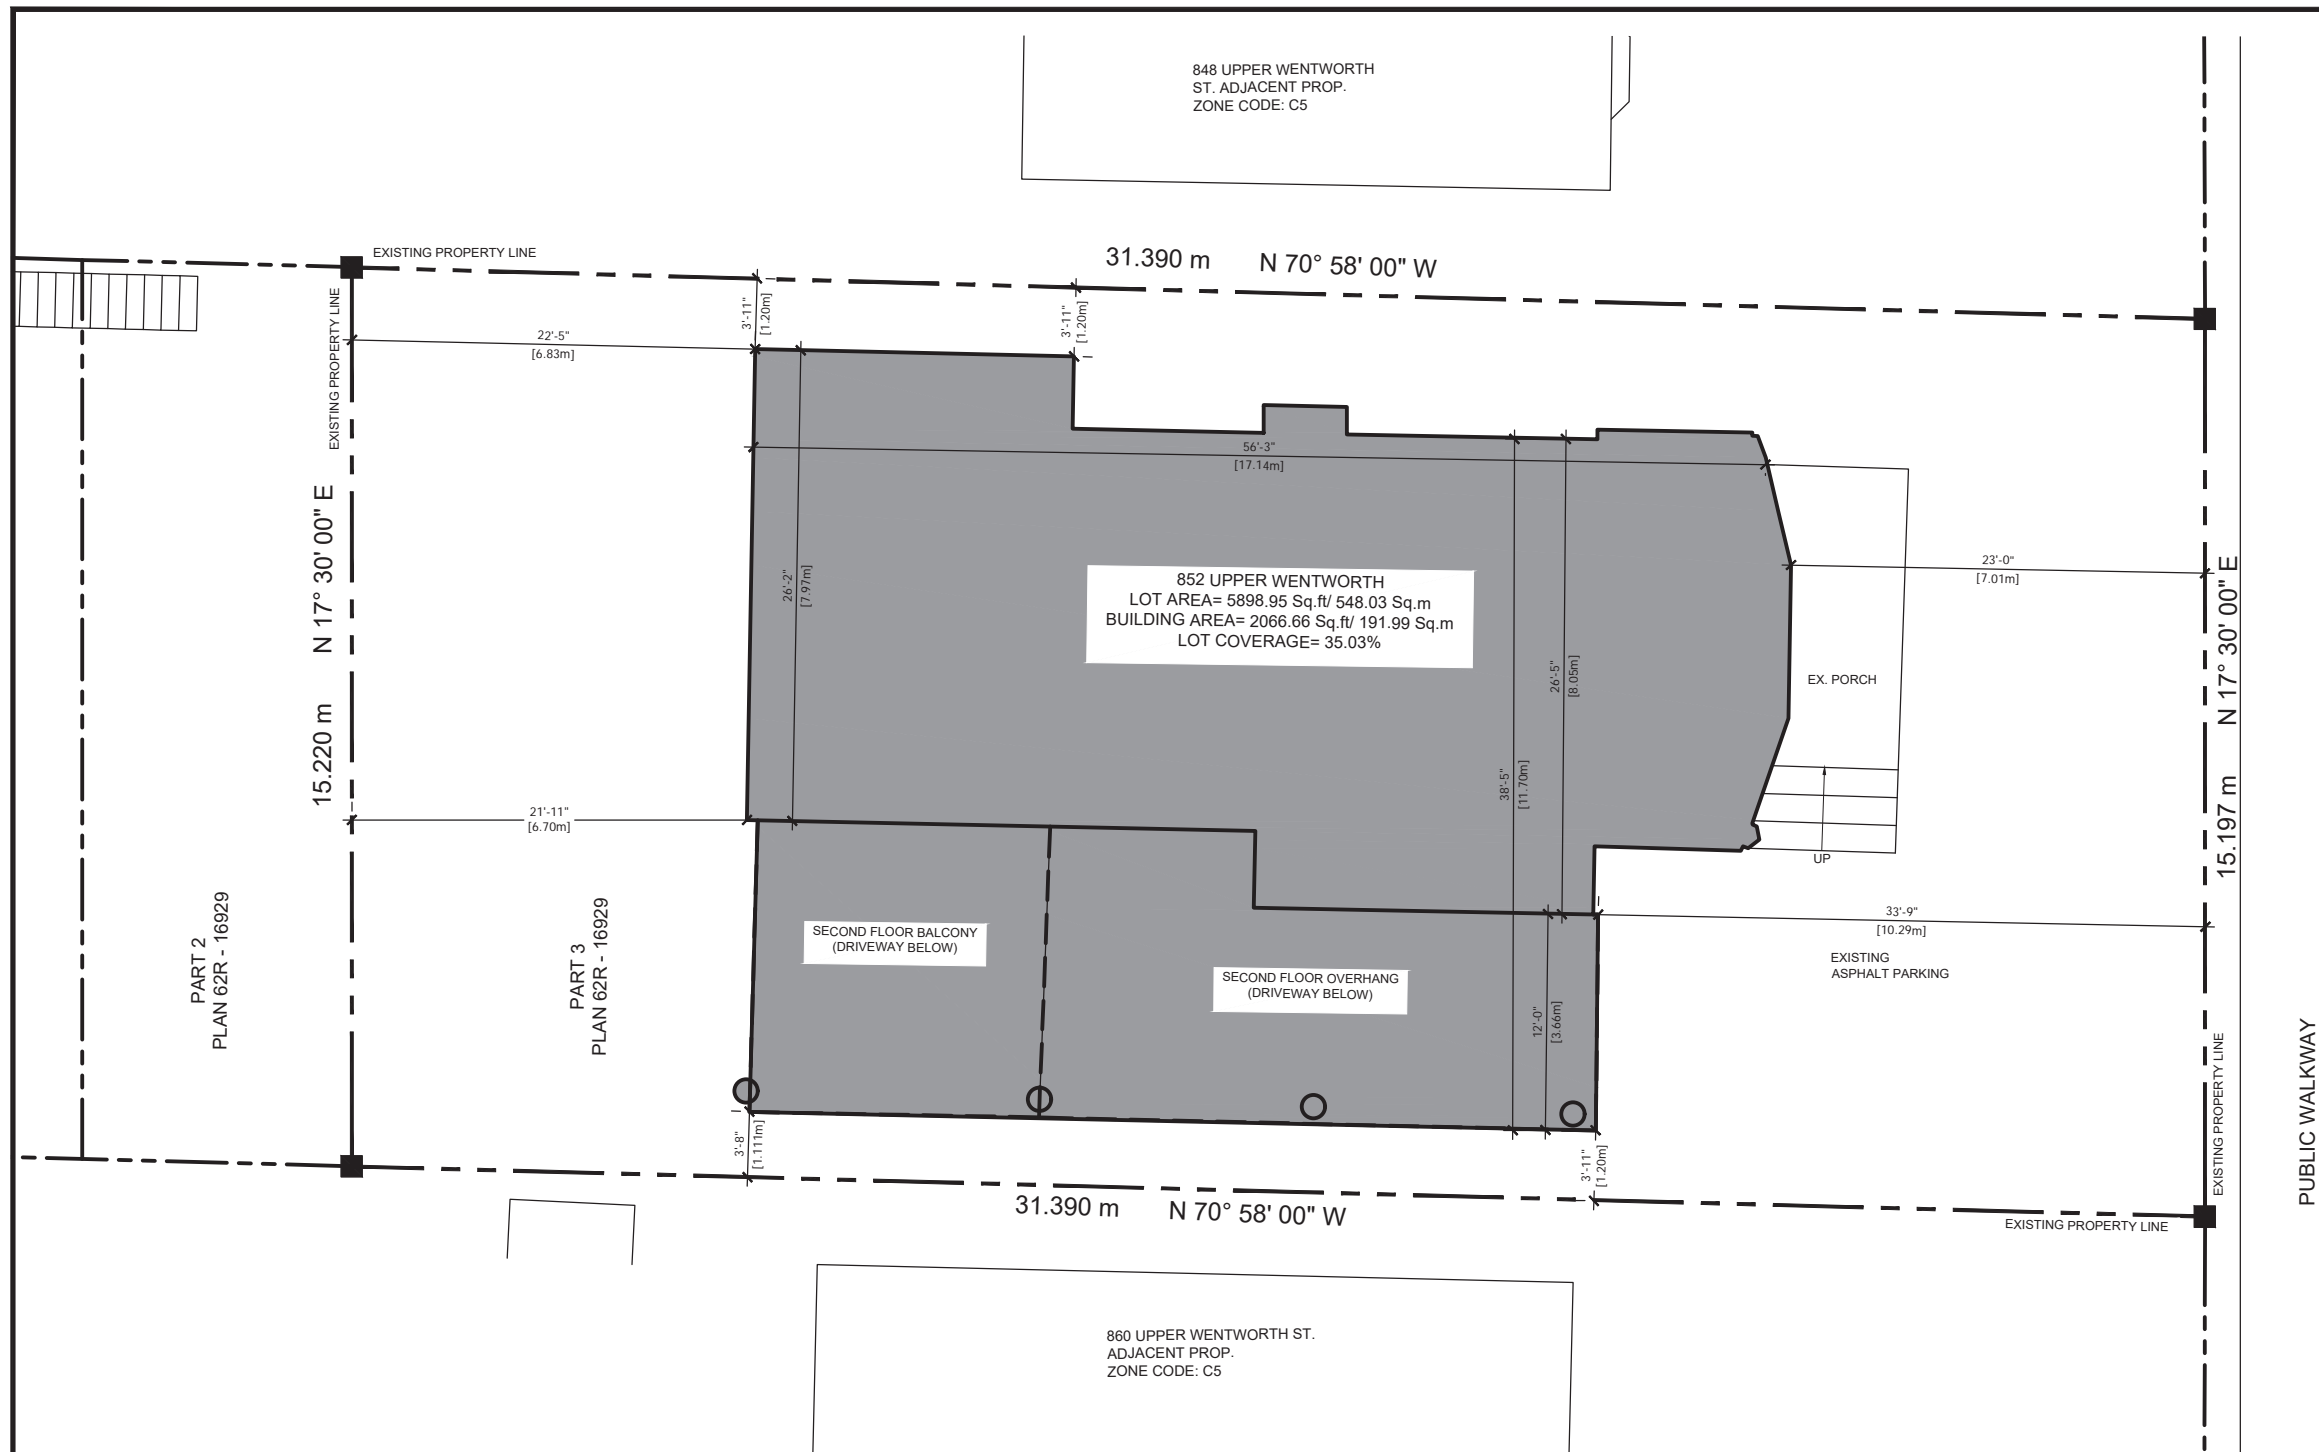 848 UPPER WENTWORTH
ST. ADJACENT PROP.
ZONE CODE: C5
EXISTING PROPERTY LINE
31.390 m N 70° 58' 00" W
EXISTING PROPERTY LINE
3'-11"
[1.20m]
3'-11"
[1.20m]
22'-5"
[6.83m]
56'-3"
[17.14m]
15.220 m N 17° 30' 00" E
26'-2"
[7.97m]
852 UPPER WENTWORTH
LOT AREA= 5898.95 Sq.ft/ 548.03 Sq.m
BUILDING AREA= 2066.66 Sq.ft/ 191.99 Sq.m
LOT COVERAGE= 35.03%
23'-0"
[7.01m]
26'-5"
[8.05m]
EX. PORCH
15.197 m N 17° 30' 00" E
38'-5"
[11.70m]
21'-11"
[6.70m]
UP
PART 2
PLAN 62R - 16929
PART 3
PLAN 62R - 16929
SECOND FLOOR BALCONY
(DRIVEWAY BELOW)
33'-9"
[10.29m]
EXISTING
ASPHALT PARKING
SECOND FLOOR OVERHANG
(DRIVEWAY BELOW)
12'-0"
[3.66m]
3'-8"
[1.111m]
3'-11"
[1.20m]
EXISTING PROPERTY LINE
PUBLIC WALKWAY
31.390 m N 70° 58' 00" W
EXISTING PROPERTY LINE
860 UPPER WENTWORTH ST.
ADJACENT PROP.
ZONE CODE: C5